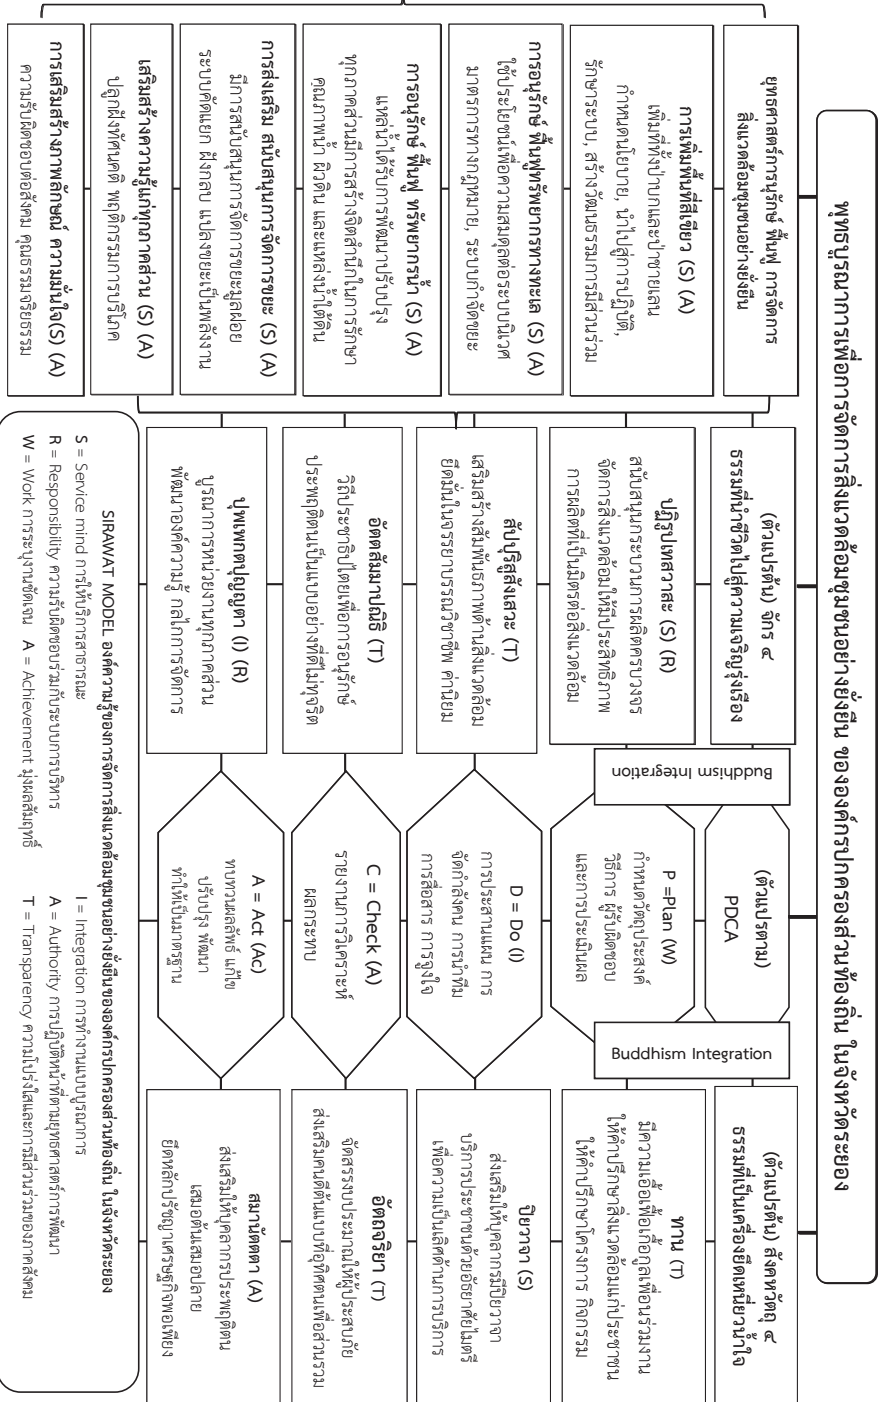 พุทธบูรณาการเพื่อการจัดการสิ่งแวดล้อมชุมชนอย่างยั่งยืน ขององค์กรปกครองส่วนท้องถิ่น ในจังหวัดระยอง
ยุทธศาสตร์การอนุรักษ์ ฟื้นฟู การจัดการ
สิ่งแวดล้อมชุมชนอย่างยั่งยืน
การเพิ่มพื้นที่สีเขียว (S) (A)
เพิ่มที่ทั้งป่าบกและป่าชายเลน
กำหนดนโยบาย, นำไปสู่การปฏิบัติ,
รักษาระบบ, สร้างวัฒนธรรมการมีส่วนร่วม
การอนุรักษ์ ฟื้นฟูทรัพยากรทางทะเล (S) (A)
ใช้ประโยชน์เพื่อความสมดุลต่อระบบนิเวศ
มาตรการทางกฎหมาย, ระบบกำจัดขยะ
การอนุรักษ์ ฟื้นฟู ทรัพยากรน้ำ (S) (A)
แหล่งน้ำได้รับการพัฒนาปรับปรุง
ทุกภาคส่วนมีการสร้างจิตสำนึกในการรักษา
คุณภาพน้ำ ผิวดิน และแหล่งน้ำใต้ดิน
การส่งเสริม สนับสนุนการจัดการขยะ (S) (A)
มีการสนับสนุนการจัดการขยะมูลฝอย
ระบบคัดแยก ฝังกลบ แปลงขยะเป็นพลังงาน
เสริมสร้างความรู้แก่ทุกภาคส่วน (S) (A)
ปลูกฝังทัศนคติ พฤติกรรมการบริโภค
การเสริมสร้างภาพลักษณ์ ความมั่นใจ(S) (A)
ความรับผิดชอบต่อสังคม คุณธรรมจริยธรรม
(ตัวแปรต้น) จักร ๔
ธรรมที่นำชีวิตไปสู่ความเจริญรุ่งเรือง
ปฏิรูปเทสวาสะ (S) (R)
สนับสนุนกระบวนการผลิตครบวงจร
จัดการสิ่งแวดล้อมให้มีประสิทธิภาพ
การผลิตที่เป็นมิตรต่อสิ่งแวดล้อม
สัปปุริสูสังเสวะ (T)
เสริมสร้างสัมพันธภาพด้านสิ่งแวดล้อม
ยึดมั่นในจรรยาบรรณวิชาชีพ ค่านิยม
อัตตสัมมาปณิธิ (T)
วิถีประชาธิปไตยเพื่อการอนุรักษ์
ประพฤติตนเป็นแบบอย่างที่ดีไม่ทุจริต
ปุพเพกตปุญญตา (I) (R)
บูรณาการหน่วยงานทุกภาคส่วน
พัฒนาองค์ความรู้ กลไกการจัดการ
Buddhism Integration
(ตัวแปรตาม)
PDCA
P =Plan (W)
กำหนดวัตถุประสงค์
วิธีการ ผู้รับผิดชอบ
และการประเมินผล
D = Do (I)
การประสานแผน การ
จัดกำลังคน การนำทีม
การสื่อสาร การจูงใจ
C = Check (A)
รายงานการวิเคราะห์
ผลกระทบ
A = Act (Ac)
ทบทวนผลลัพธ์ แก้ไข
ปรับปรุง พัฒนา
ทำให้เป็นมาตรฐาน
Buddhism Integration
(ตัวแปรต้น) สังคหวัตถุ ๔
ธรรมที่เป็นเครื่องยึดเหนี่ยวน้ำใจ
ทาน (T)
มีความเอื้อเฟื้อเกื้อกูลเพื่อนร่วมงาน
ให้คำปรึกษาสิ่งแวดล้อมแก่ประชาชน
ให้คำปรึกษาโครงการ กิจกรรม
ปิยวาจา (S)
ส่งเสริมให้บุคลากรมีปิยวาจา
บริการประชาชนด้วยอัธยาศัยไมตรี
เพื่อความเป็นเลิศด้านการบริการ
อัตถจริยา (T)
จัดสรรงบประมาณให้ผู้ประสบภัย
ส่งเสริมคนดีต้นแบบที่อุทิศตนเพื่อส่วนรวม
สมานัตตตา (A)
ส่งเสริมให้บุคลากรประพฤติตน
เสมอต้นเสมอปลาย
ยึดหลักปรัชญาเศรษฐกิจพอเพียง
SIRAWAT MODEL องค์ความรู้ของการจัดการสิ่งแวดล้อมชุมชนอย่างยั่งยืนขององค์กรปกครองส่วนท้องถิ่น ในจังหวัดระยอง
S = Service mind การให้บริการสาธารณะ I = Integration การทำงานแบบบูรณาการ
R = Responsibility ความรับผิดชอบร่วมกับระบบการบริหาร A = Authority การปฏิบัติหน้าที่ตามยุทธศาสตร์การพัฒนา
W = Work การระบุงานชัดเจน A = Achievement มุ่งผลสัมฤทธิ์ T = Transparency ความโปร่งใสและการมีส่วนร่วมของภาคสังคม